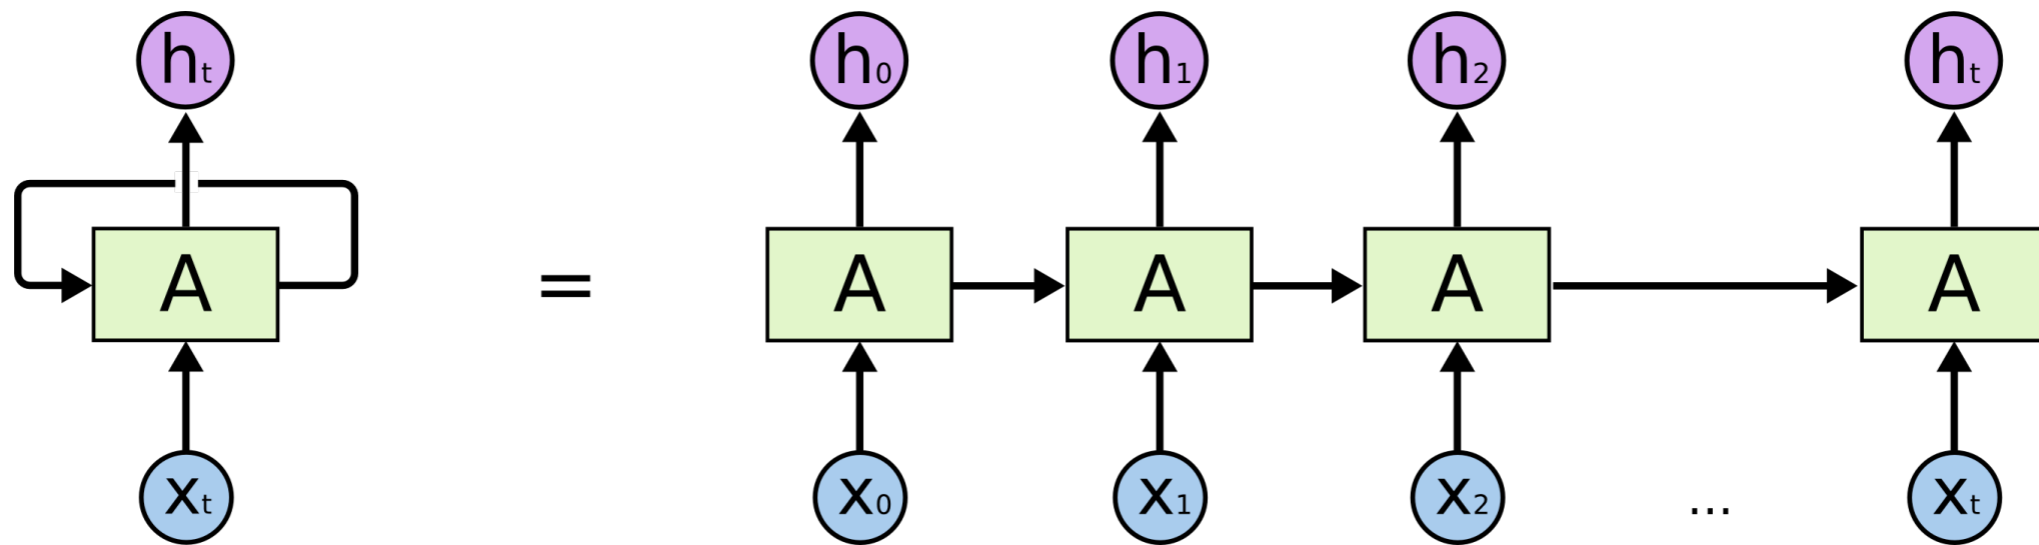 ht h0 h1 h2 ht
A = A A A A
xt x0 x1 x2 ... xt